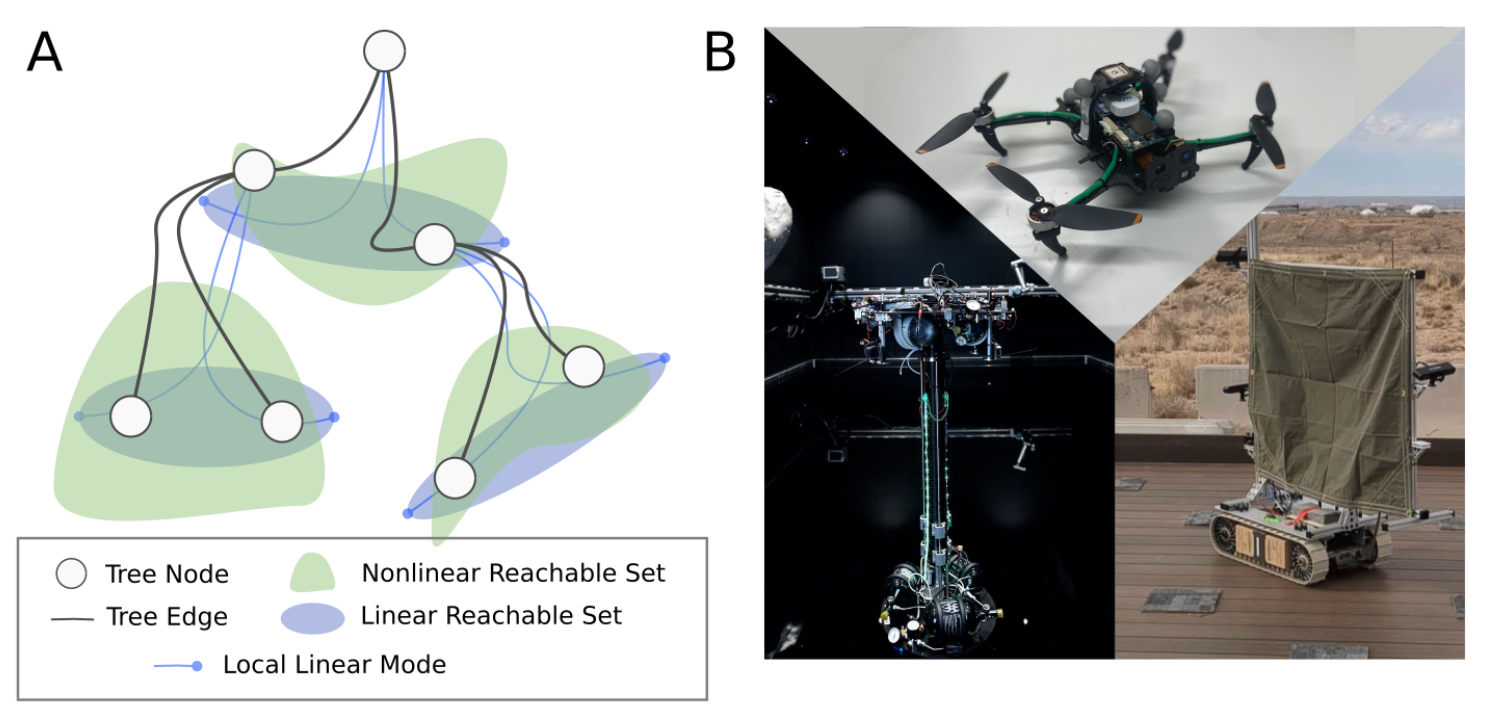 A
B
Tree Node
Nonlinear Reachable Set
Tree Edge
Linear Reachable Set
Local Linear Mode